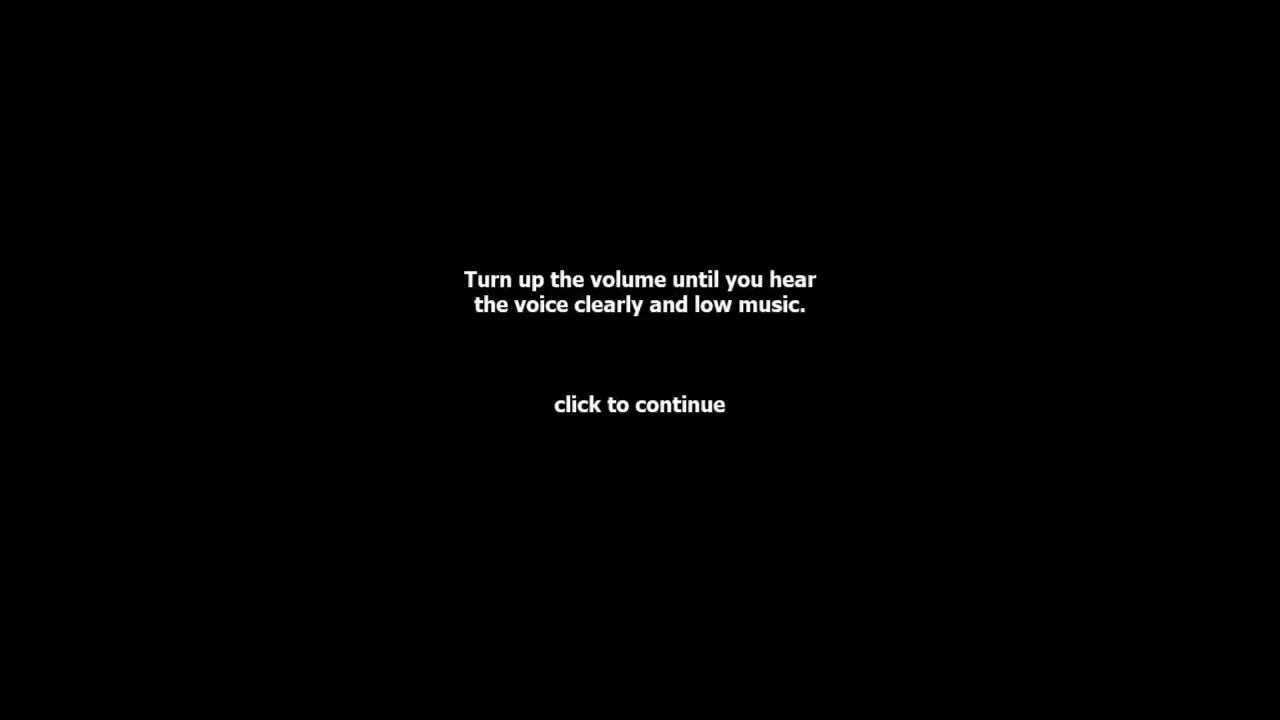 Turn up the volume until you hear
the voice clearly and low music.
click to continue